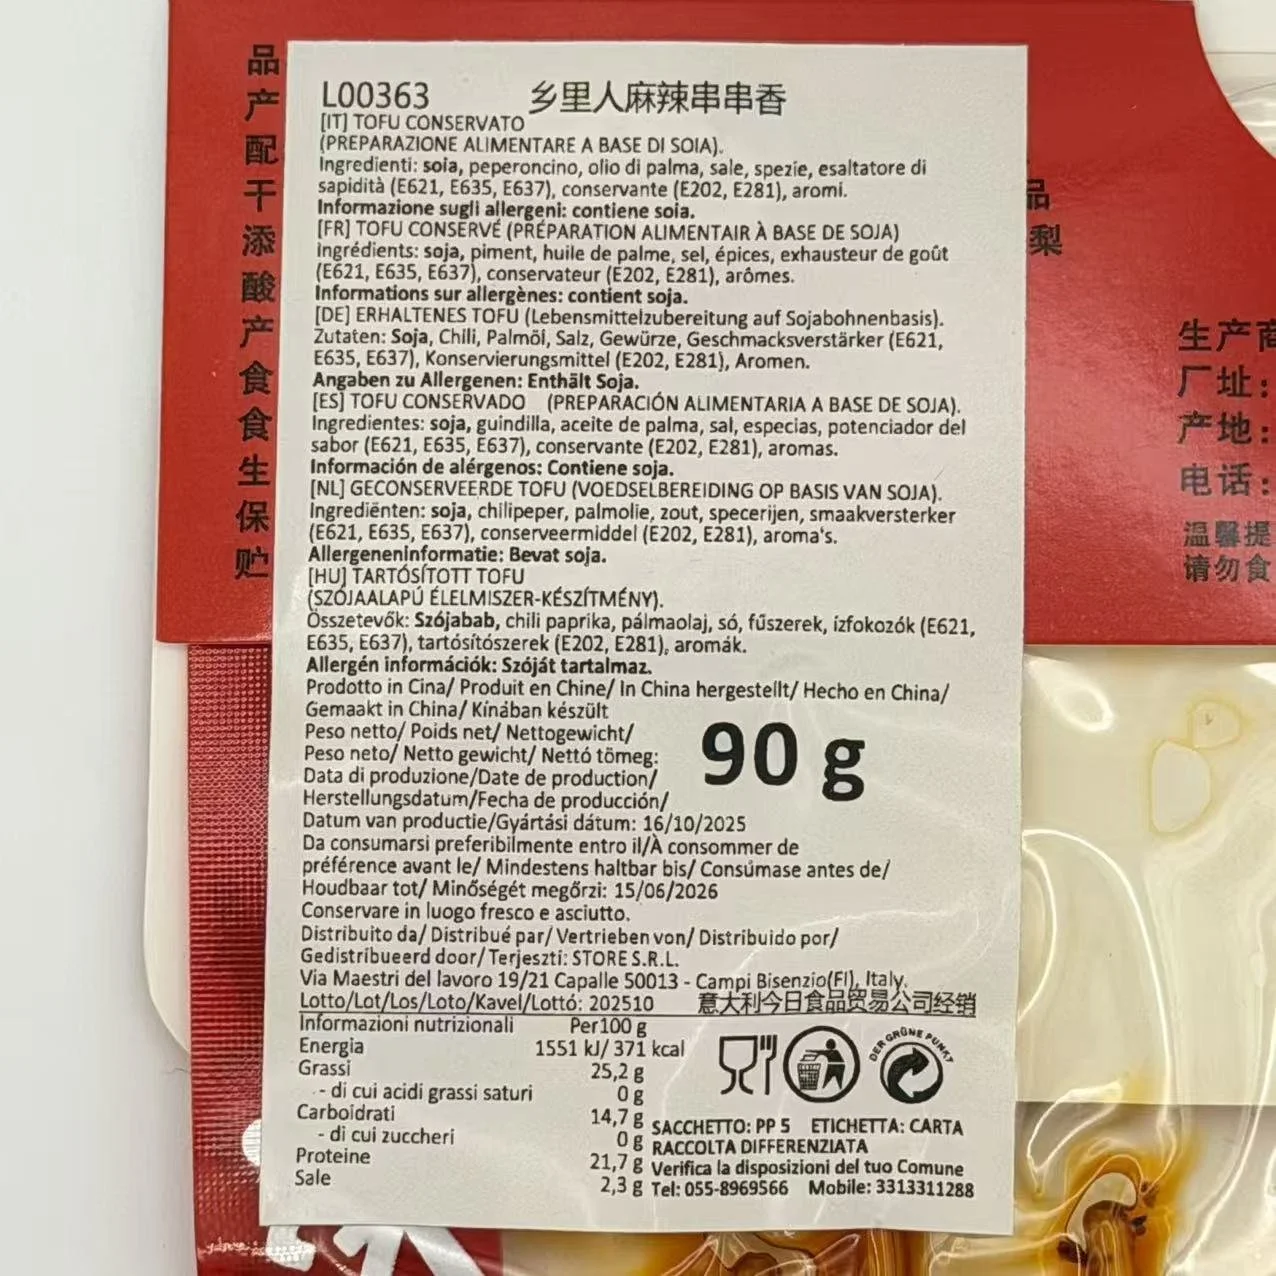 品
产
配
干
添
酸
产
食
食
生
保
贮
L00363 乡里人麻辣串串香
[IT] TOFU CONSERVATO
(PREPARAZIONE ALIMENTARE A BASE DI SOIA).
Ingredienti: soia, peperoncino, olio di palma, sale, spezie, esaltatore di
sapidità (E621, E635, E637), conservante (E202, E281), aromi.
Informazione sugli allergeni: contiene soia.
[FR] TOFU CONSERVÉ (PRÉPARATION ALIMENTAIR À BASE DE SOJA)
Ingrédients: soja, piment, huile de palme, sel, épices, exhausteur de goût
(E621, E635, E637), conservateur (E202, E281), arômes.
Informations sur allergènes: contient soja.
[DE] ERHALTENES TOFU (Lebensmittelzubereitung auf Sojabohnenbasis).
Zutaten: Soja, Chili, Palmöl, Salz, Gewürze, Geschmacksverstärker (E621,
E635, E637), Konservierungsmittel (E202, E281), Aromen.
Angaben zu Allergenen: Enthält Soja.
[ES] TOFU CONSERVADO (PREPARACIÓN ALIMENTARIA A BASE DE SOJA).
Ingredientes: soja, guindilla, aceite de palma, sal, especias, potenciador del
sabor (E621, E635, E637), conservante (E202, E281), aromas.
Información de alérgenos: Contiene soja.
[NL] GECONSERVEERDE TOFU (VOEDSELBEREIDING OP BASIS VAN SOJA).
Ingrediënten: soja, chilipeper, palmolie, zout, specerijen, smaakversterker
(E621, E635, E637), conserveermiddel (E202, E281), aroma's.
Allergeneninformatie: Bevat soja.
[HU] TARTÓSÍTOTT TOFU
(SZÓJAALAPÚ ÉLELMISZER-KÉSZÍTMÉNY).
Összetevők: Szójabab, chili paprika, pálmaolaj, só, fűszerek, ízfokozók (E621,
E635, E637), tartósítószerek (E202, E281), aromák.
Allergén információk: Szóját tartalmaz.
Prodotto in Cina/ Produit en Chine/ In China hergestellt/ Hecho en China/
Gemaakt in China/ Kínában készült
Peso netto/ Poids net/ Nettogewicht/
Peso neto/ Netto gewicht/ Nettó tömeg:
90 g
Data di produzione/Date de production/
Herstellungsdatum/Fecha de producción/
Datum van productie/Gyártási dátum: 16/10/2025
Da consumarsi preferibilmente entro il/À consommer de
préférence avant le/ Mindestens haltbar bis/ Consúmase antes de/
Houdbaar tot/ Minőségét megőrzi: 15/06/2026
Conservare in luogo fresco e asciutto.
Distribuito da/ Distribué par/ Vertrieben von/ Distribuido por/
Gedistribueerd door/ Terjeszti: STORE S.R.L.
Via Maestri del lavoro 19/21 Capalle 50013 - Campi Bisenzio(FI), Italy.
Lotto/Lot/Los/Loto/Kavel/Lottó: 202510 意大利今日食品贸易公司经销
Informazioni nutrizionali Per100 g
Energia 1551 kJ/ 371 kcal
Grassi 25,2 g
- di cui acidi grassi saturi 0 g
Carboidrati 14,7 g
- di cui zuccheri 0 g
Proteine 21,7 g
Sale 2,3 g
DER GRÜNE PUNKT
SACCHETTO: PP 5 ETICHETTA: CARTA
RACCOLTA DIFFERENZIATA
Verifica la disposizioni del tuo Comune
Tel: 055-8969566 Mobile: 3313311288
品
梨
生产商
厂址：
产地：
电话：
温馨提
请勿食